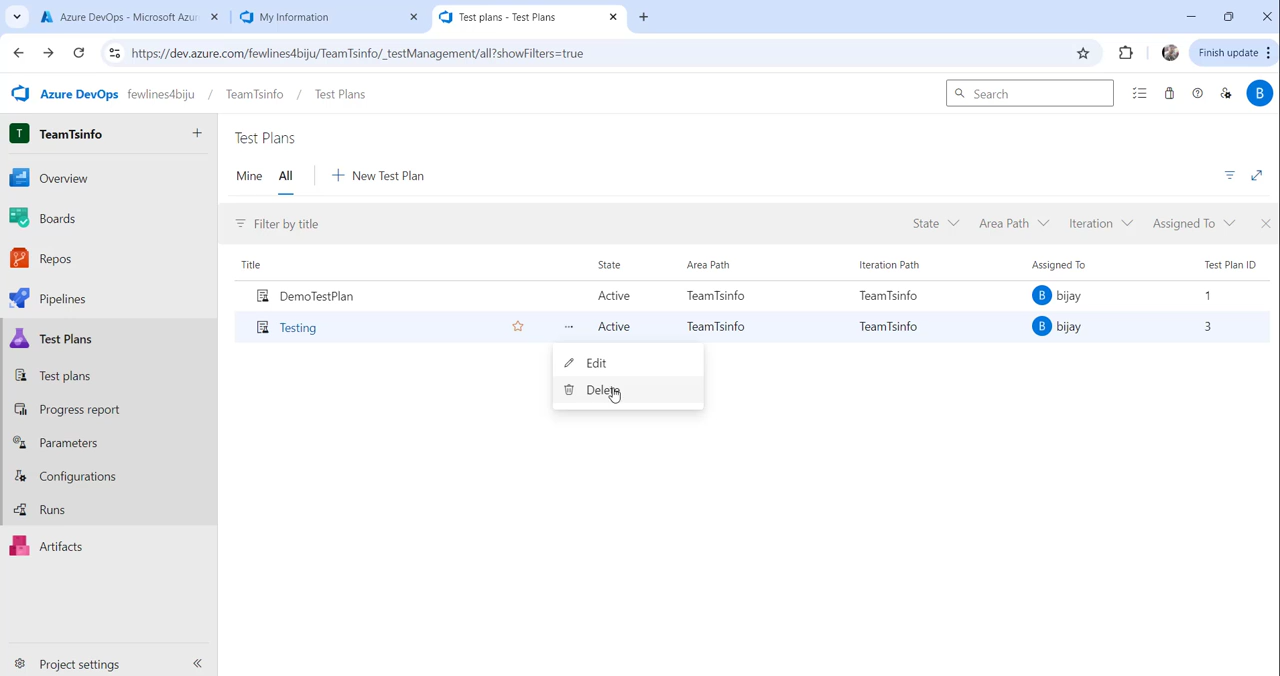 Azure DevOps - Microsoft Azur
My Information
Test plans - Test Plans
https://dev.azure.com/fewlines4biju/TeamTsinfo/_testManagement/all?showFilters=true
Finish update
Azure DevOps fewlines4biju / TeamTsinfo / Test Plans
Search
B
T TeamTsinfo
Overview
Boards
Repos
Pipelines
Test Plans
Test plans
Progress report
Parameters
Configurations
Runs
Artifacts
Project settings
Test Plans
Mine All New Test Plan
Filter by title State Area Path Iteration Assigned To
Title State Area Path Iteration Path Assigned To Test Plan ID
DemoTestPlan Active TeamTsinfo TeamTsinfo B bijay 1
Testing Active TeamTsinfo TeamTsinfo B bijay 3
Edit
Delete